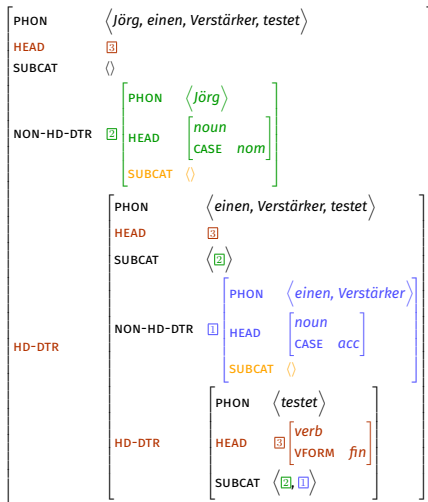 PHON ⟨Jörg, einen, Verstärker, testet⟩
HEAD 3
SUBCAT ⟨⟩
NON-HD-DTR 2 PHON ⟨Jörg⟩
HEAD noun
CASE nom
SUBCAT ⟨⟩
HD-DTR PHON ⟨einen, Verstärker, testet⟩
HEAD 3
SUBCAT ⟨2⟩
NON-HD-DTR 1 PHON ⟨einen, Verstärker⟩
HEAD noun
CASE acc
SUBCAT ⟨⟩
HD-DTR PHON ⟨testet⟩
HEAD 3 verb
VFORM fin
SUBCAT ⟨2, 1⟩